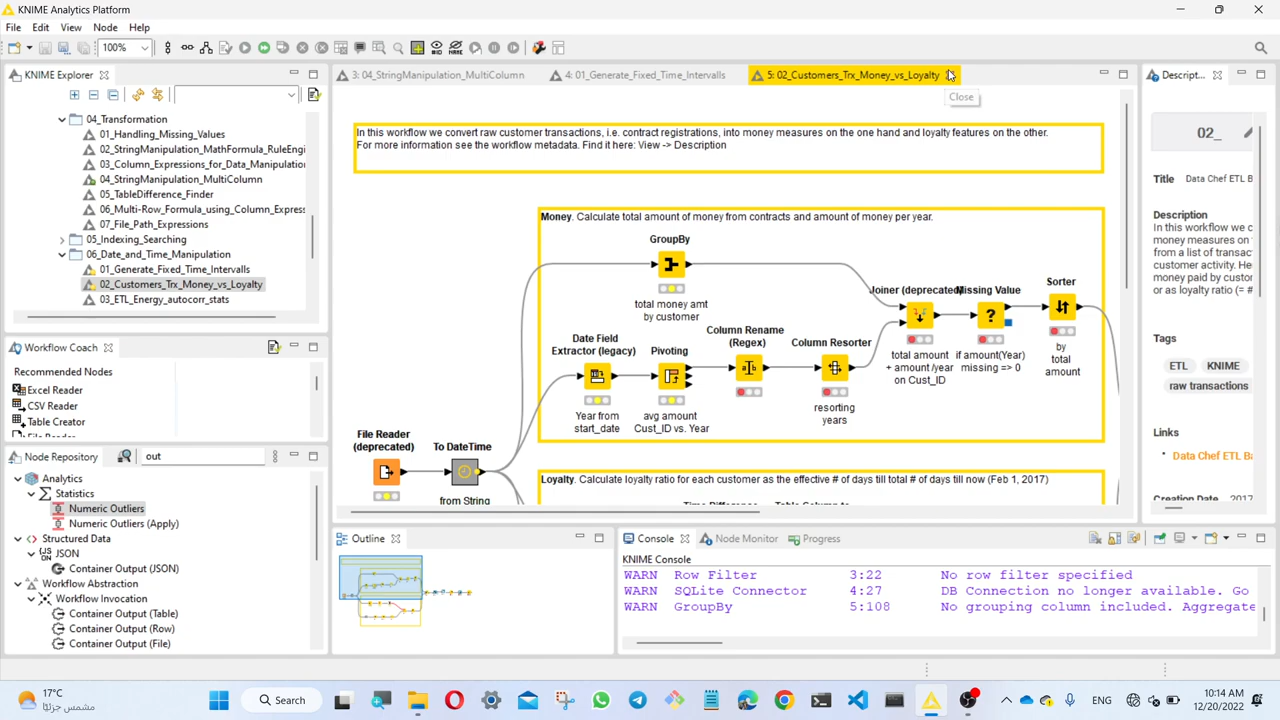 KNIME Analytics Platform
File Edit View Node Help
100%
KNIME Explorer
3: 04_StringManipulation_MultiColumn
4: 01_Generate_Fixed_Time_Intervalls
5: 02_Customers_Trx_Money_vs_Loyalty
Close
Descript...
04_Transformation
01_Handling_Missing_Values
02_StringManipulation_MathFormula_RuleEngin
03_Column_Expressions_for_Data_Manipulation
04_StringManipulation_MultiColumn
05_TableDifference_Finder
06_Multi-Row_Formula_using_Column_Express
07_File_Path_Expressions
05_Indexing_Searching
06_Date_and_Time_Manipulation
01_Generate_Fixed_Time_Intervalls
02_Customers_Trx_Money_vs_Loyalty
03_ETL_Energy_autocorr_stats
In this workflow we convert raw customer transactions, i.e. contract registrations, into money measures on the one hand and loyalty features on the other.
For more information see the workflow metadata. Find it here: View -> Description
Money. Calculate total amount of money from contracts and amount of money per year.
GroupBy
total money amt
by customer
Joiner (deprecated)
total amount
+ amount /year
on Cust_ID
Missing Value
if amount(Year)
missing => 0
Sorter
by
total
amount
Date Field
Extractor (legacy)
Year from
start_date
Pivoting
avg amount
Cust_ID vs. Year
Column Rename
(Regex)
Column Resorter
resorting
years
File Reader
(deprecated)
To DateTime
from String
Loyalty. Calculate loyalty ratio for each customer as the effective # of days till total # of days till now (Feb 1, 2017)
02_
Title Data Chef ETL B
Description
In this workflow we c
money measures on
from a list of transact
customer activity. He
money paid by custom
or as loyalty ratio (= #
Tags
ETL KNIME
raw transactions
Links
Data Chef ETL Ba
Creation Date 2017
Workflow Coach
Recommended Nodes
Excel Reader
CSV Reader
Table Creator
Node Repository
out
Analytics
Statistics
Numeric Outliers
Numeric Outliers (Apply)
Structured Data
JSON
Container Output (JSON)
Workflow Abstraction
Workflow Invocation
Container Output (Table)
Container Output (Row)
Container Output (File)
Outline
Console Node Monitor Progress
KNIME Console
WARN Row Filter 3:22 No row filter specified
WARN SQLite Connector 4:27 DB Connection no longer available. Go
WARN GroupBy 5:108 No grouping column included. Aggregate
17°C
مشمس جزئيًا
Search
ENG
10:14 AM
12/20/2022